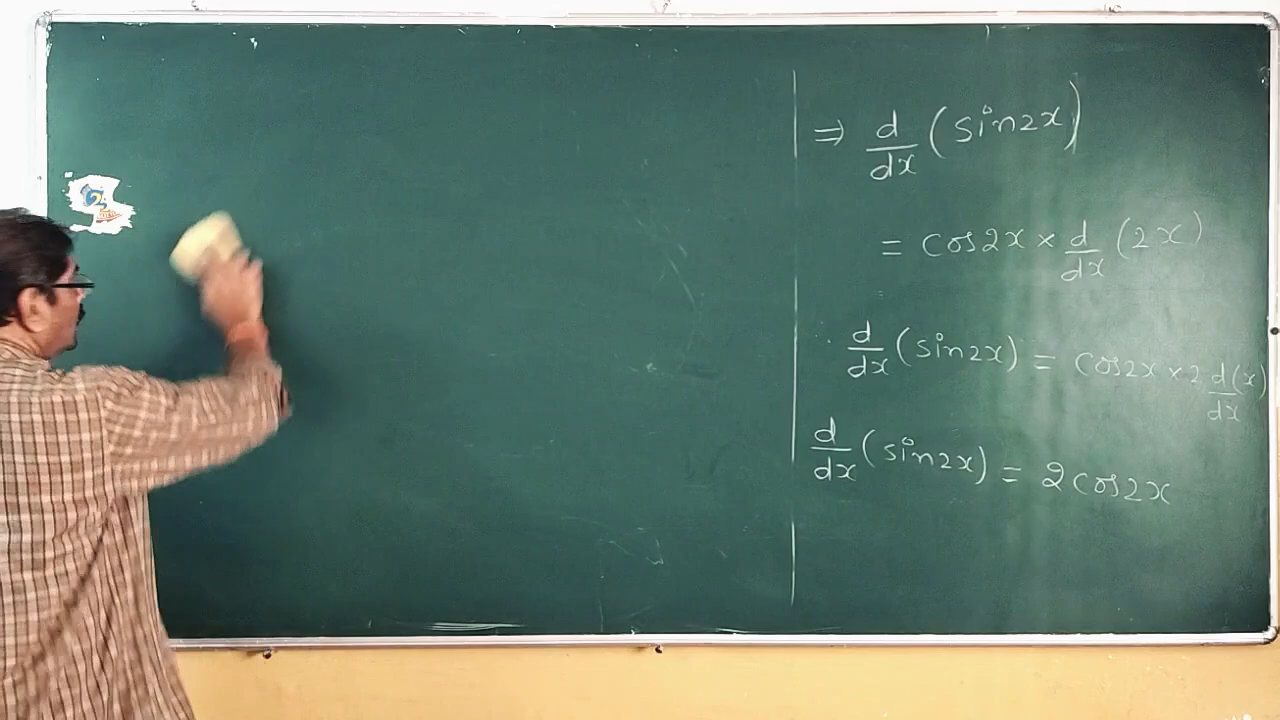 ⇒ d/dx (sin2x)
= cos2x × d/dx (2x)
d/dx (sin2x) = cos2x × 2 d(x)/dx
d/dx (sin2x) = 2cos2x